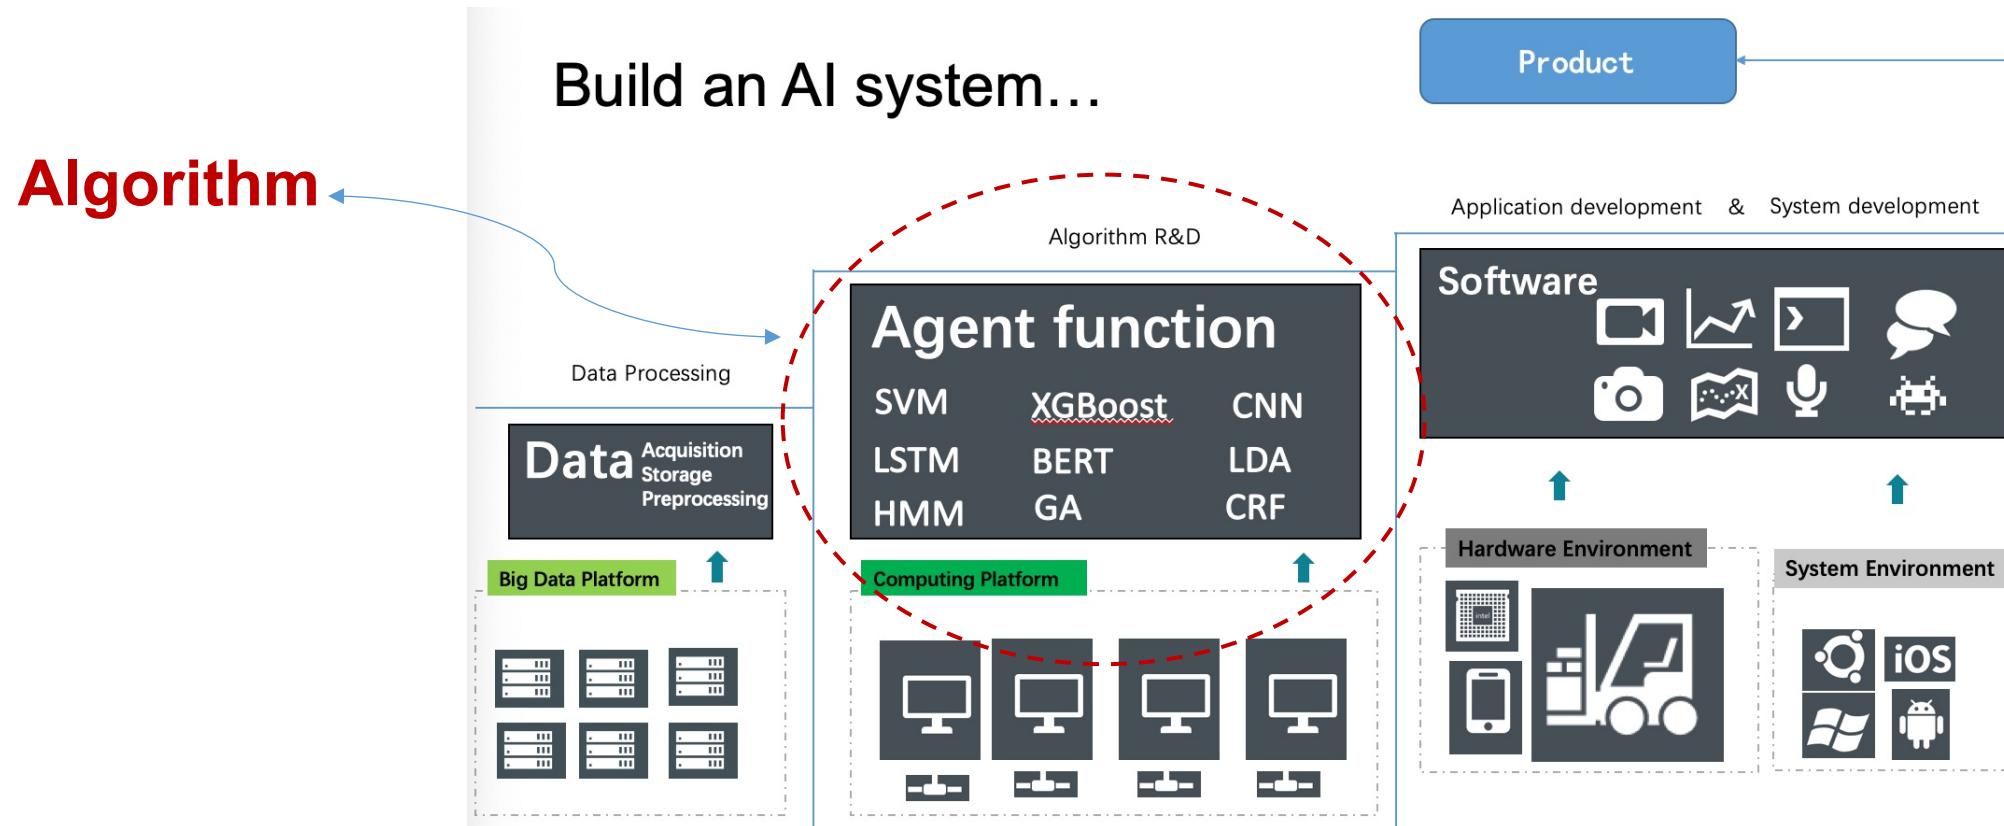 Build an AI system…
Product
Algorithm
Application development & System development
Algorithm R&D
Data Processing
Data
Acquisition
Storage
Preprocessing
Agent function
SVM XGBoost CNN
LSTM BERT LDA
HMM GA CRF
Software
Big Data Platform
Computing Platform
Hardware Environment
System Environment
intel
iOS